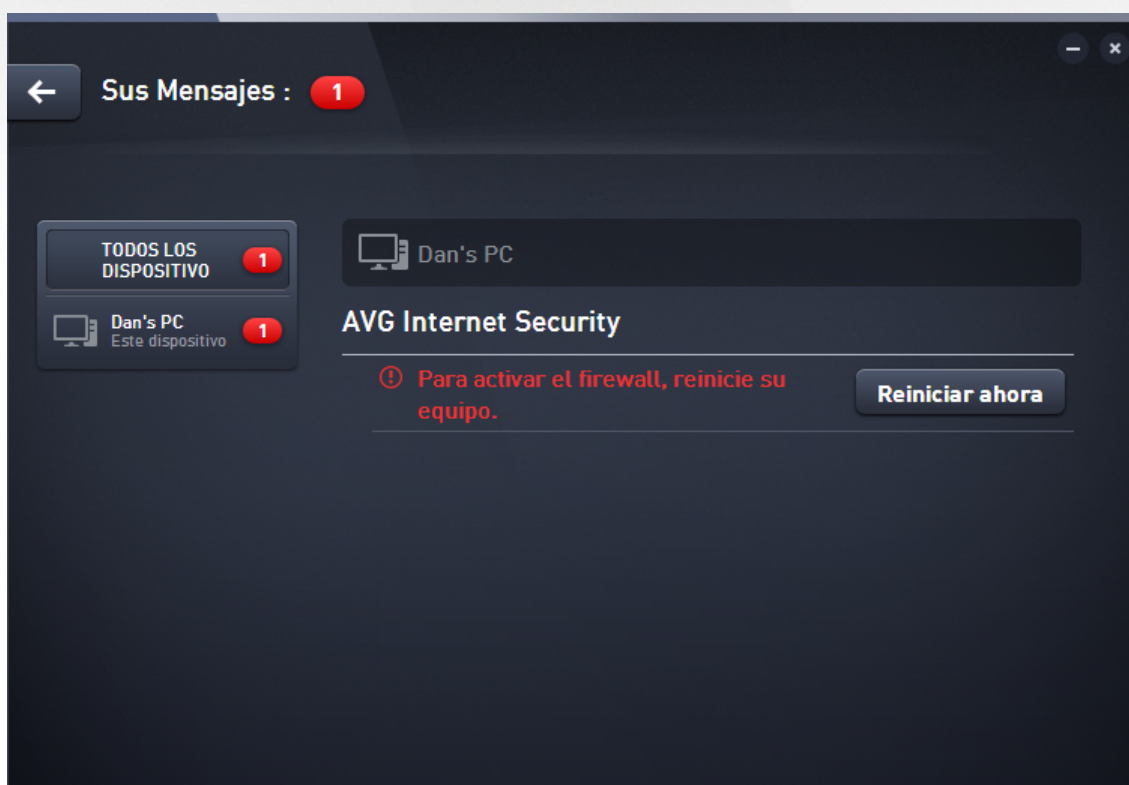 Sus Mensajes : 1
TODOS LOS
DISPOSITIVO 1
Dan's PC
Este dispositivo 1
Dan's PC
AVG Internet Security
Para activar el firewall, reinicie su
equipo.
Reiniciar ahora